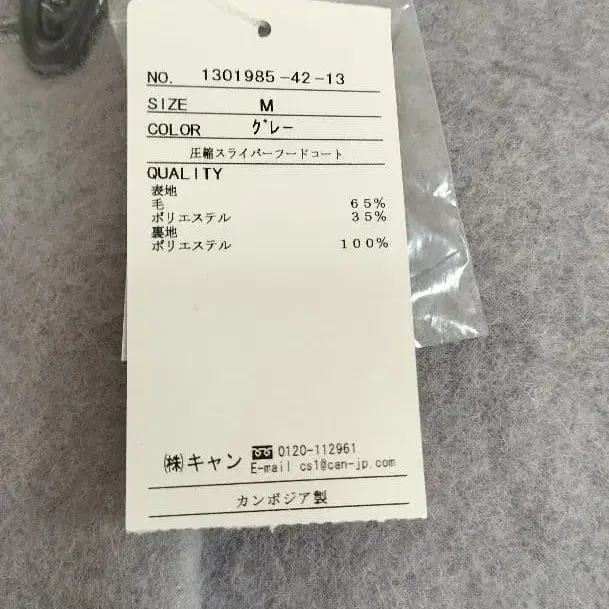 NO. 1301985-42-13
SIZE M
COLOR グレー
圧縮スライバーフードコート
QUALITY
表地
毛 65%
ポリエステル 35%
裏地
ポリエステル 100%
㈱キャン 0120-112961
E-mail cs1@can-jp.com
カンボジア製